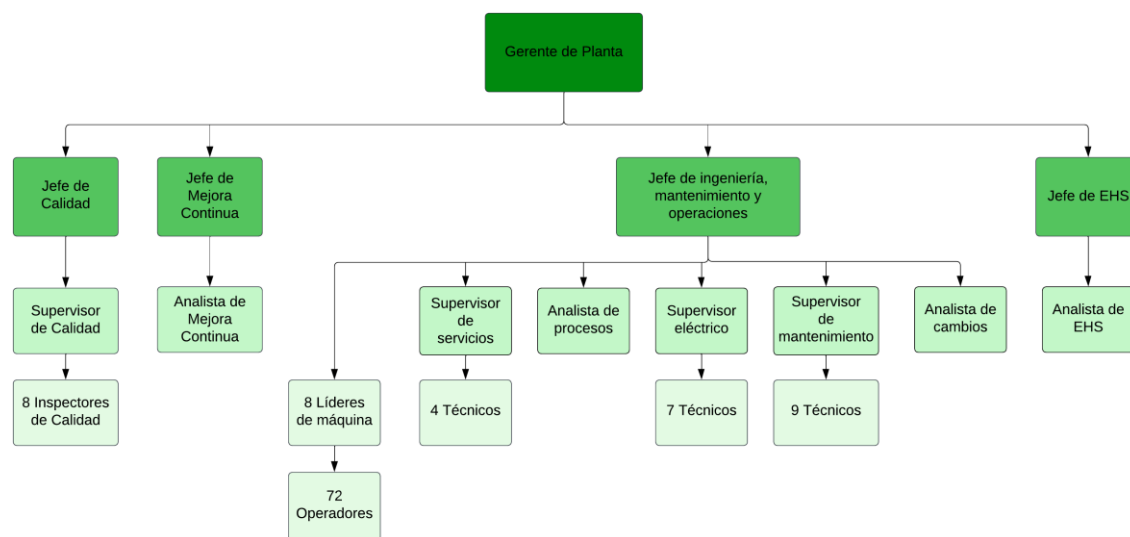 Gerente de Planta
Jefe de
Calidad
Jefe de
Mejora
Continua
Jefe de ingeniería,
mantenimiento y
operaciones
Jefe de EHS
Supervisor
de Calidad
Analista de
Mejora
Continua
Supervisor
de
servicios
Analista de
procesos
Supervisor
eléctrico
Supervisor
de
mantenimiento
Analista de
cambios
Analista de
EHS
8 Inspectores
de Calidad
8 Líderes
de máquina
4 Técnicos
7 Técnicos
9 Técnicos
72
Operadores